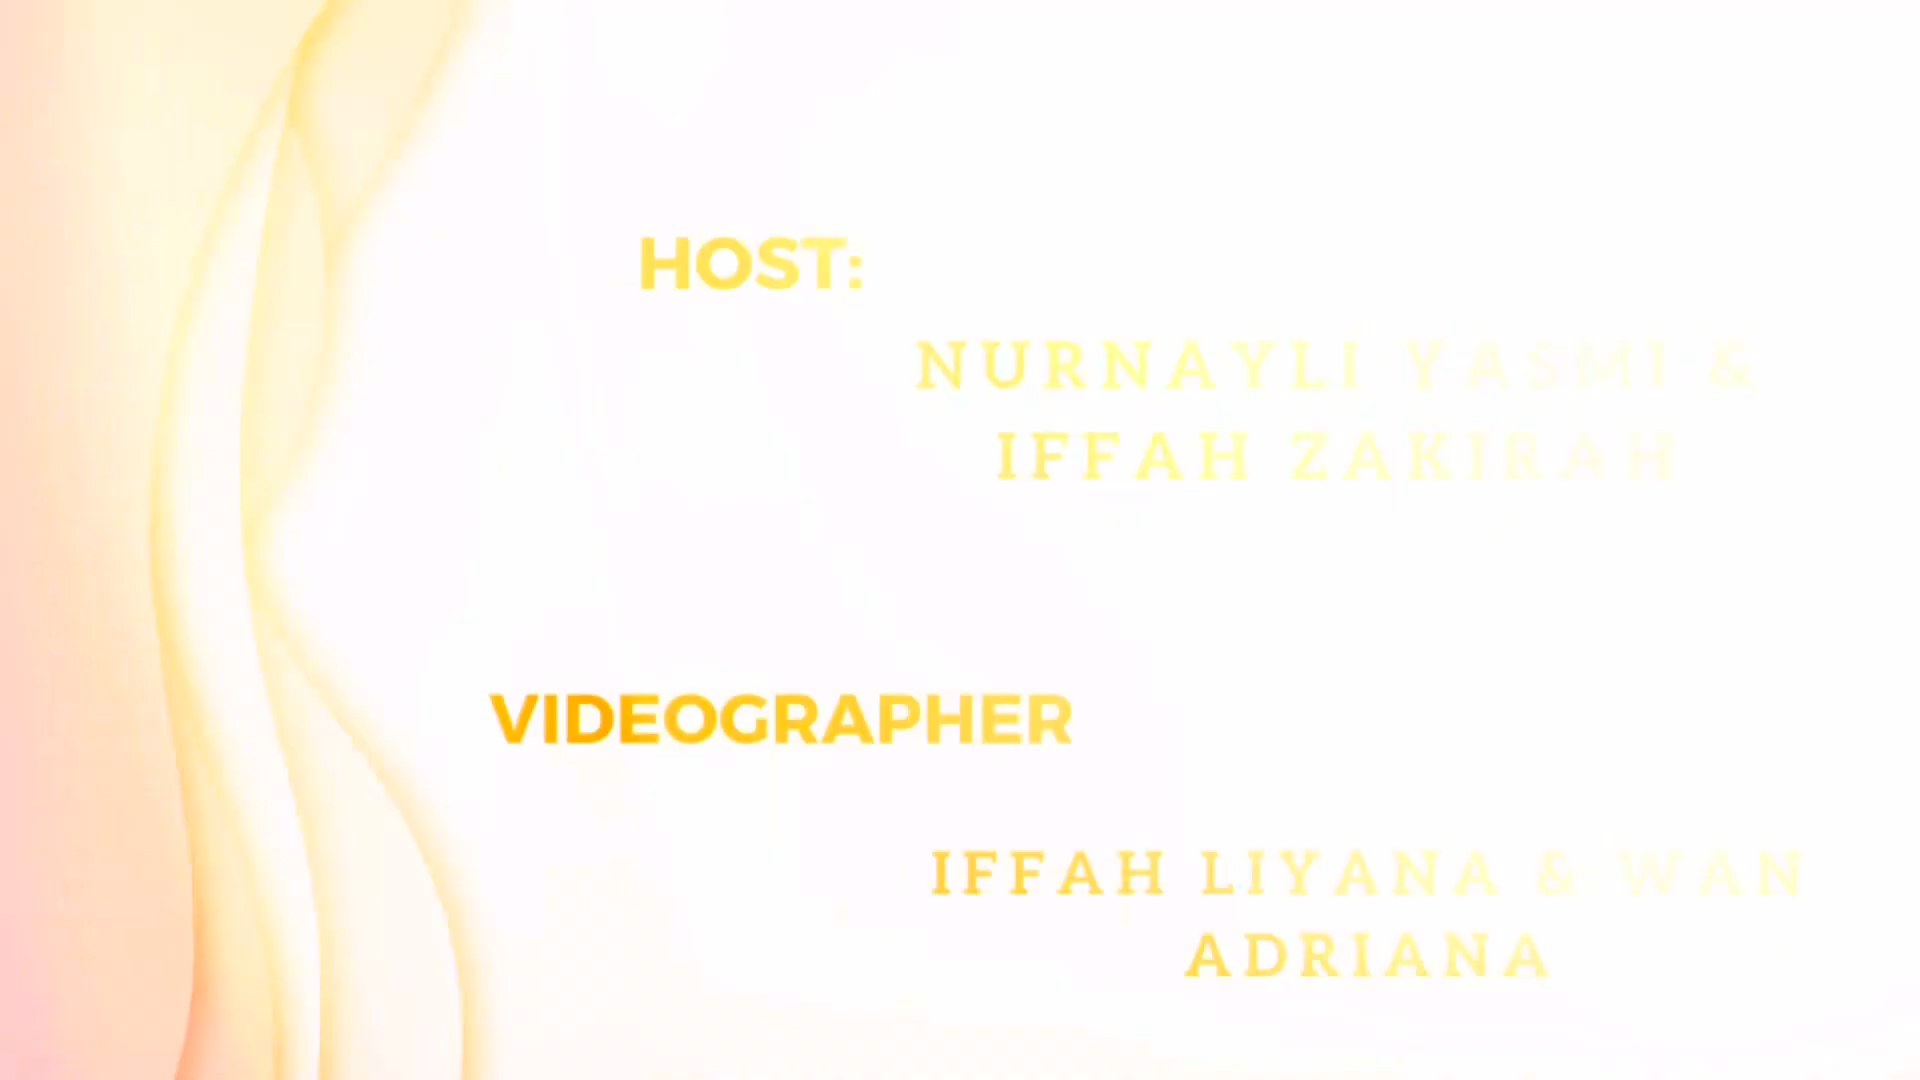 HOST:
NURNAYLI YASMI &
IFFAH ZAKIRAH
VIDEOGRAPHER
IFFAH LIYANA & WAN
ADRIANA